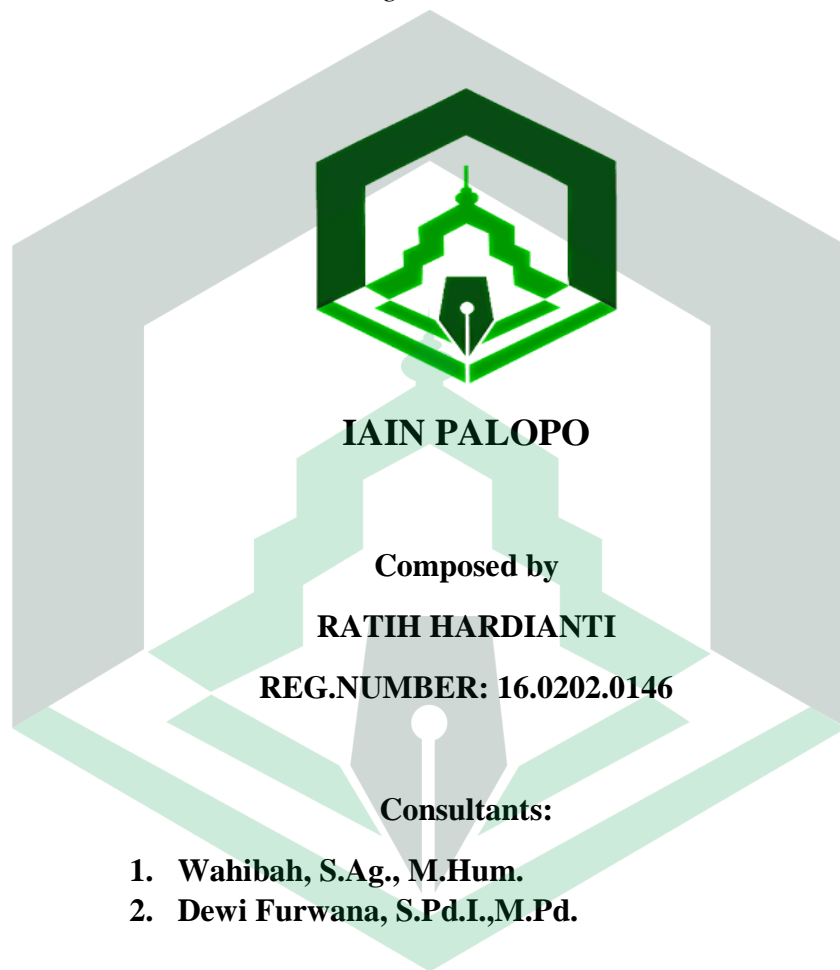 IAIN PALOPO
Composed by
RATIH HARDIANTI
REG.NUMBER: 16.0202.0146
Consultants:
1. Wahibah, S.Ag., M.Hum.
2. Dewi Furwana, S.Pd.I.,M.Pd.